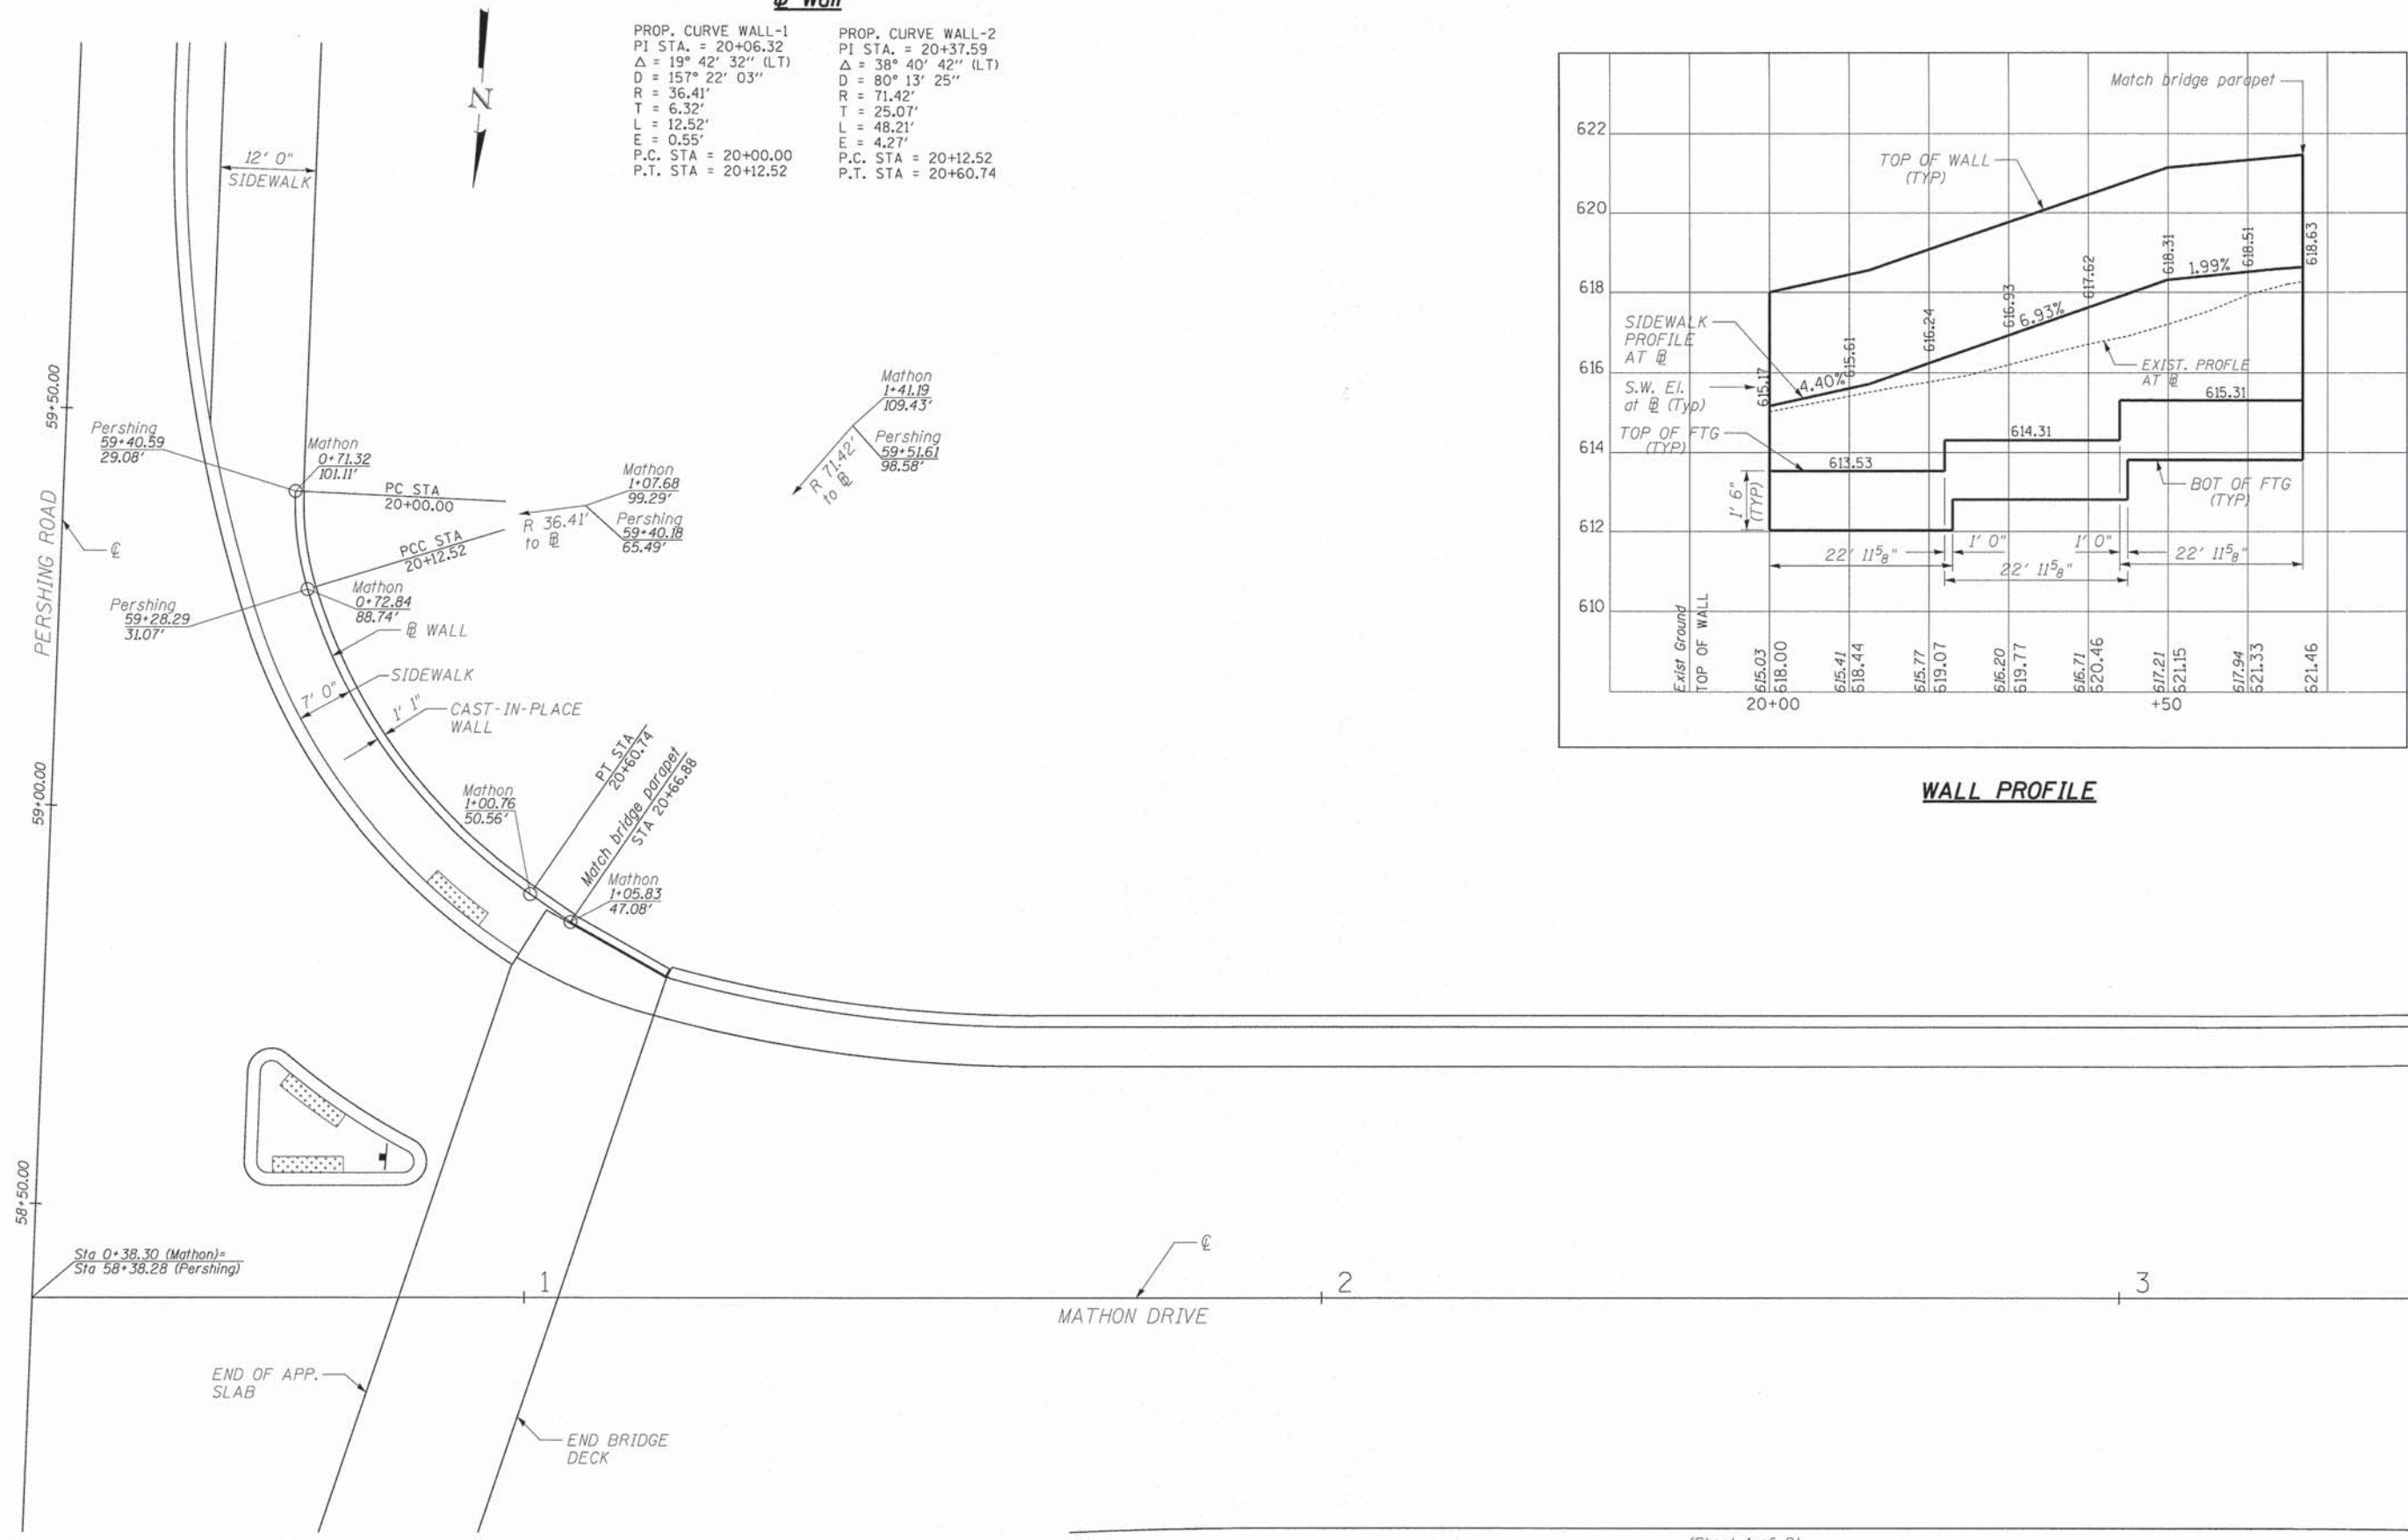 ℄ Wall
PROP. CURVE WALL-1
PI STA. = 20+06.32
Δ = 19° 42' 32" (LT)
D = 157° 22' 03"
R = 36.41'
T = 6.32'
L = 12.52'
E = 0.55'
P.C. STA = 20+00.00
P.T. STA = 20+12.52
PROP. CURVE WALL-2
PI STA. = 20+37.59
Δ = 38° 40' 42" (LT)
D = 80° 13' 25"
R = 71.42'
T = 25.07'
L = 48.21'
E = 4.27'
P.C. STA = 20+12.52
P.T. STA = 20+60.74
N
12' 0"
SIDEWALK
59+50.00
PERSHING ROAD
59+00.00
58+50.00
℄
Pershing
59+40.59
29.08'
Mathon
0+71.32
101.11'
PC STA
20+00.00
PCC STA
20+12.52
Mathon
1+07.68
99.29'
R 36.41'
to ⅊
Pershing
59+40.18
65.49'
Mathon
1+41.19
109.43'
Pershing
59+51.61
98.58'
R 71.42'
to ⅊
Pershing
59+28.29
31.07'
Mathon
0+72.84
88.74'
⅊ WALL
SIDEWALK
7' 0"
1' 1"
CAST-IN-PLACE
WALL
PT STA
20+60.74
Match bridge parapet
STA 20+66.88
Mathon
1+00.76
50.56'
Mathon
1+05.83
47.08'
Sta 0+38.30 (Mathon)=
Sta 58+38.28 (Pershing)
1
2
3
℄
MATHON DRIVE
END OF APP.
SLAB
END BRIDGE
DECK
Match bridge parapet
622
620
618
616
614
612
610
TOP OF WALL
(TYP)
SIDEWALK
PROFILE
AT ⅊
S.W. El.
at ⅊ (Typ)
TOP OF FTG
(TYP)
615.17
615.61
616.24
616.93
617.62
618.31
618.51
618.63
4.40%
6.93%
1.99%
EXIST. PROFLE
AT ⅊
613.53
614.31
615.31
BOT OF FTG
(TYP)
1' 6"
(TYP)
22' 11 5/8"
1' 0"
22' 11 5/8"
1' 0"
22' 11 5/8"
Exist Ground
TOP OF WALL
615.03
618.00
615.41
618.44
615.77
619.07
616.20
619.77
616.71
620.46
617.21
621.15
617.94
621.33
621.46
20+00
+50
WALL PROFILE